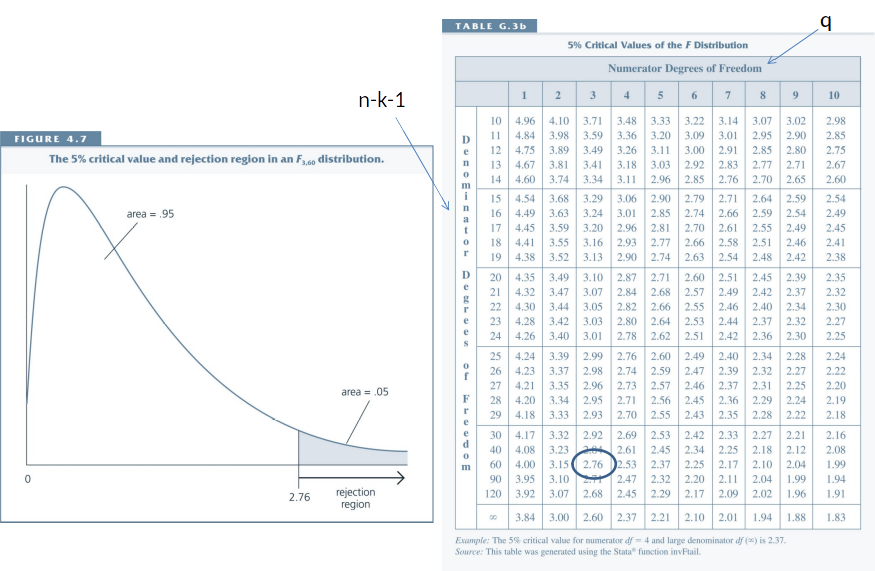 q
n-k-1
FIGURE 4.7
The 5% critical value and rejection region in an F3,60 distribution.
area = .95
area = .05
0
2.76
rejection
region
TABLE G.3b
5% Critical Values of the F Distribution
Numerator Degrees of Freedom
1 2 3 4 5 6 7 8 9 10
Denominator Degrees of Freedom
10 4.96 4.10 3.71 3.48 3.33 3.22 3.14 3.07 3.02 2.98
11 4.84 3.98 3.59 3.36 3.20 3.09 3.01 2.95 2.90 2.85
12 4.75 3.89 3.49 3.26 3.11 3.00 2.91 2.85 2.80 2.75
13 4.67 3.81 3.41 3.18 3.03 2.92 2.83 2.77 2.71 2.67
14 4.60 3.74 3.34 3.11 2.96 2.85 2.76 2.70 2.65 2.60
15 4.54 3.68 3.29 3.06 2.90 2.79 2.71 2.64 2.59 2.54
16 4.49 3.63 3.24 3.01 2.85 2.74 2.66 2.59 2.54 2.49
17 4.45 3.59 3.20 2.96 2.81 2.70 2.61 2.55 2.49 2.45
18 4.41 3.55 3.16 2.93 2.77 2.66 2.58 2.51 2.46 2.41
19 4.38 3.52 3.13 2.90 2.74 2.63 2.54 2.48 2.42 2.38
20 4.35 3.49 3.10 2.87 2.71 2.60 2.51 2.45 2.39 2.35
21 4.32 3.47 3.07 2.84 2.68 2.57 2.49 2.42 2.37 2.32
22 4.30 3.44 3.05 2.82 2.66 2.55 2.46 2.40 2.34 2.30
23 4.28 3.42 3.03 2.80 2.64 2.53 2.44 2.37 2.32 2.27
24 4.26 3.40 3.01 2.78 2.62 2.51 2.42 2.36 2.30 2.25
25 4.24 3.39 2.99 2.76 2.60 2.49 2.40 2.34 2.28 2.24
26 4.23 3.37 2.98 2.74 2.59 2.47 2.39 2.32 2.27 2.22
27 4.21 3.35 2.96 2.73 2.57 2.46 2.37 2.31 2.25 2.20
28 4.20 3.34 2.95 2.71 2.56 2.45 2.36 2.29 2.24 2.19
29 4.18 3.33 2.93 2.70 2.55 2.43 2.35 2.28 2.22 2.18
30 4.17 3.32 2.92 2.69 2.53 2.42 2.33 2.27 2.21 2.16
40 4.08 3.23 2.61 2.45 2.34 2.25 2.18 2.12 2.08
60 4.00 3.15 2.76 2.53 2.37 2.25 2.17 2.10 2.04 1.99
90 3.95 3.10 2.71 2.47 2.32 2.20 2.11 2.04 1.99 1.94
120 3.92 3.07 2.68 2.45 2.29 2.17 2.09 2.02 1.96 1.91
∞ 3.84 3.00 2.60 2.37 2.21 2.10 2.01 1.94 1.88 1.83
Example: The 5% critical value for numerator df = 4 and large denominator df (∞) is 2.37.
Source: This table was generated using the Stata® function invFtail.